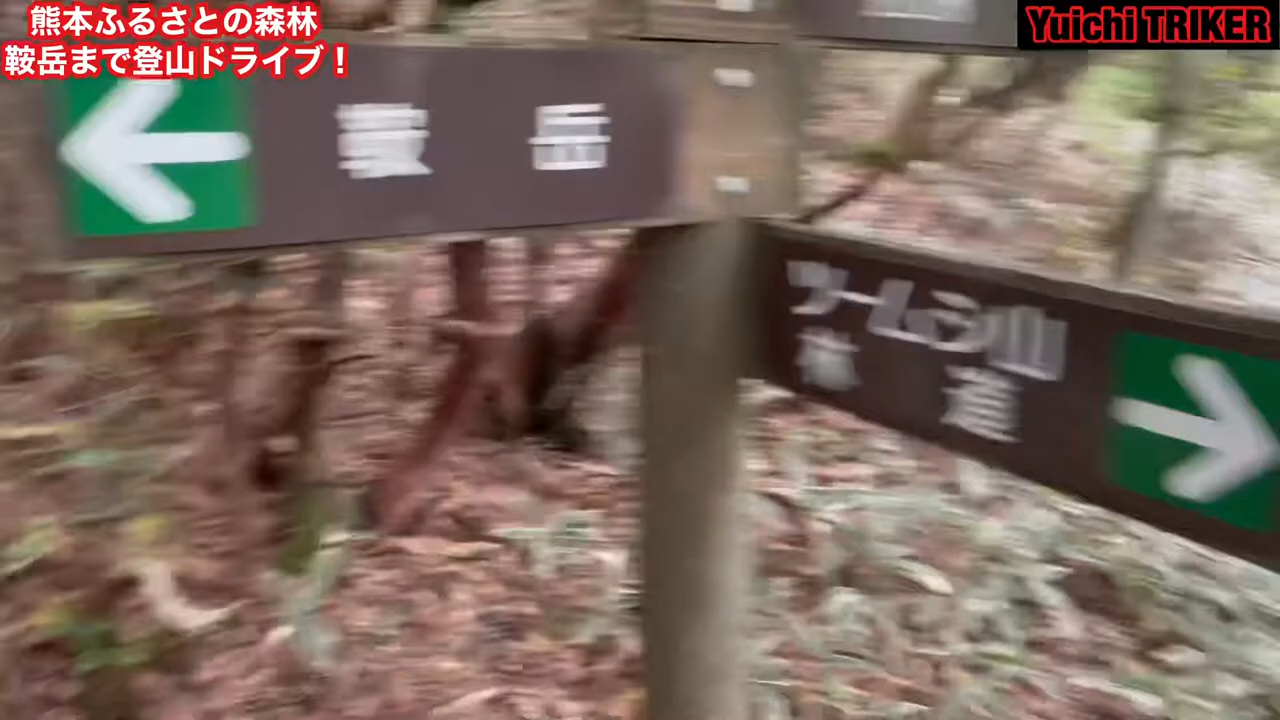 熊本ふるさとの森林
鞍岳まで登山ドライブ！
Yuichi TRIKER
鞍 岳
ツームシ山
林 道